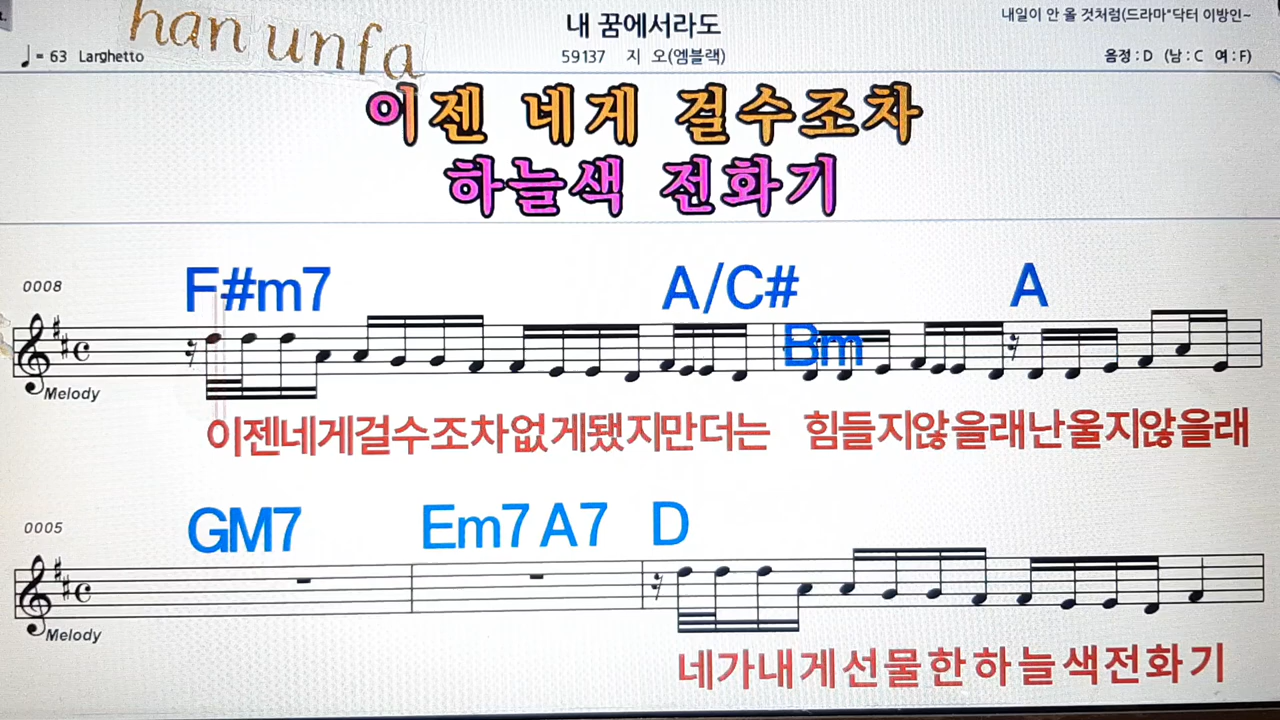 han unfa
내 꿈에서라도
내일이 안 올 것처럼(드라마"닥터 이방인~
♩= 63 Larghetto
59137 지 오(엠블랙)
음정 : D (남 : C 여 : F)
이젠 네게 걸수조차
하늘색 전화기
0008
F#m7 A/C# Bm A
Melody
이젠네게걸수조차없게됐지만더는 힘들지않을래난울지않을래
0005
GM7 Em7 A7 D
Melody
네가내게선물한하늘색전화기